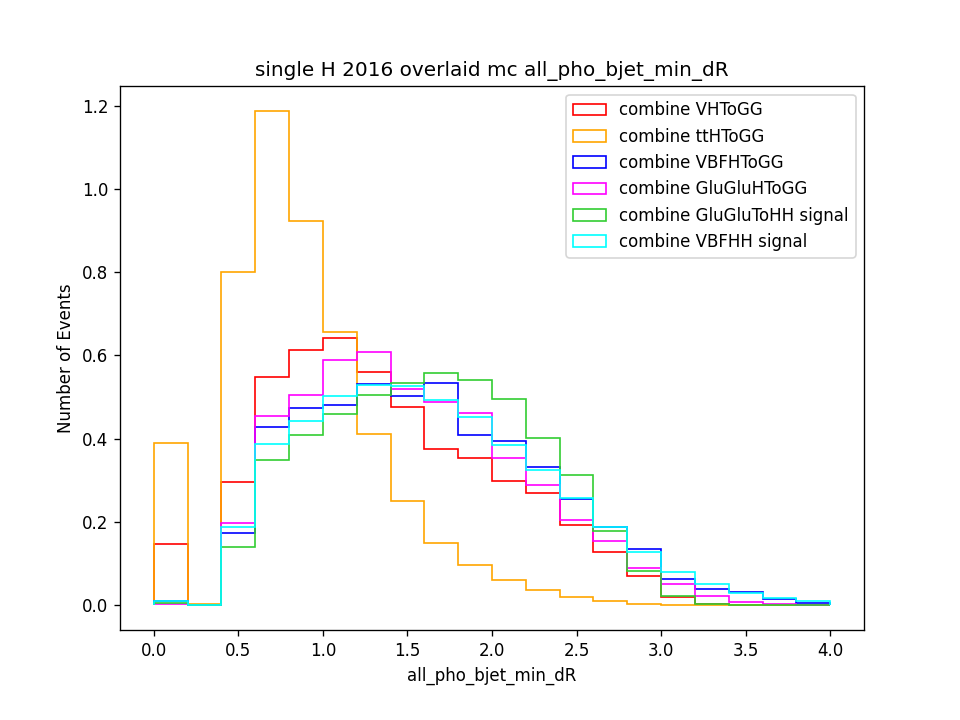 single H 2016 overlaid mc all_pho_bjet_min_dR
combine VHToGG
combine ttHToGG
combine VBFHToGG
combine GluGluHToGG
combine GluGluToHH signal
combine VBFHH signal
Number of Events
1.2
1.0
0.8
0.6
0.4
0.2
0.0
0.0 0.5 1.0 1.5 2.0 2.5 3.0 3.5 4.0
all_pho_bjet_min_dR